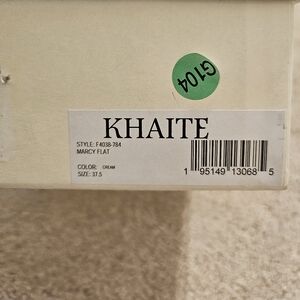 G104
KHAITE
STYLE: F4038-784
MARCY FLAT
COLOR: CREAM
SIZE: 37.5
1 95149 13068 5